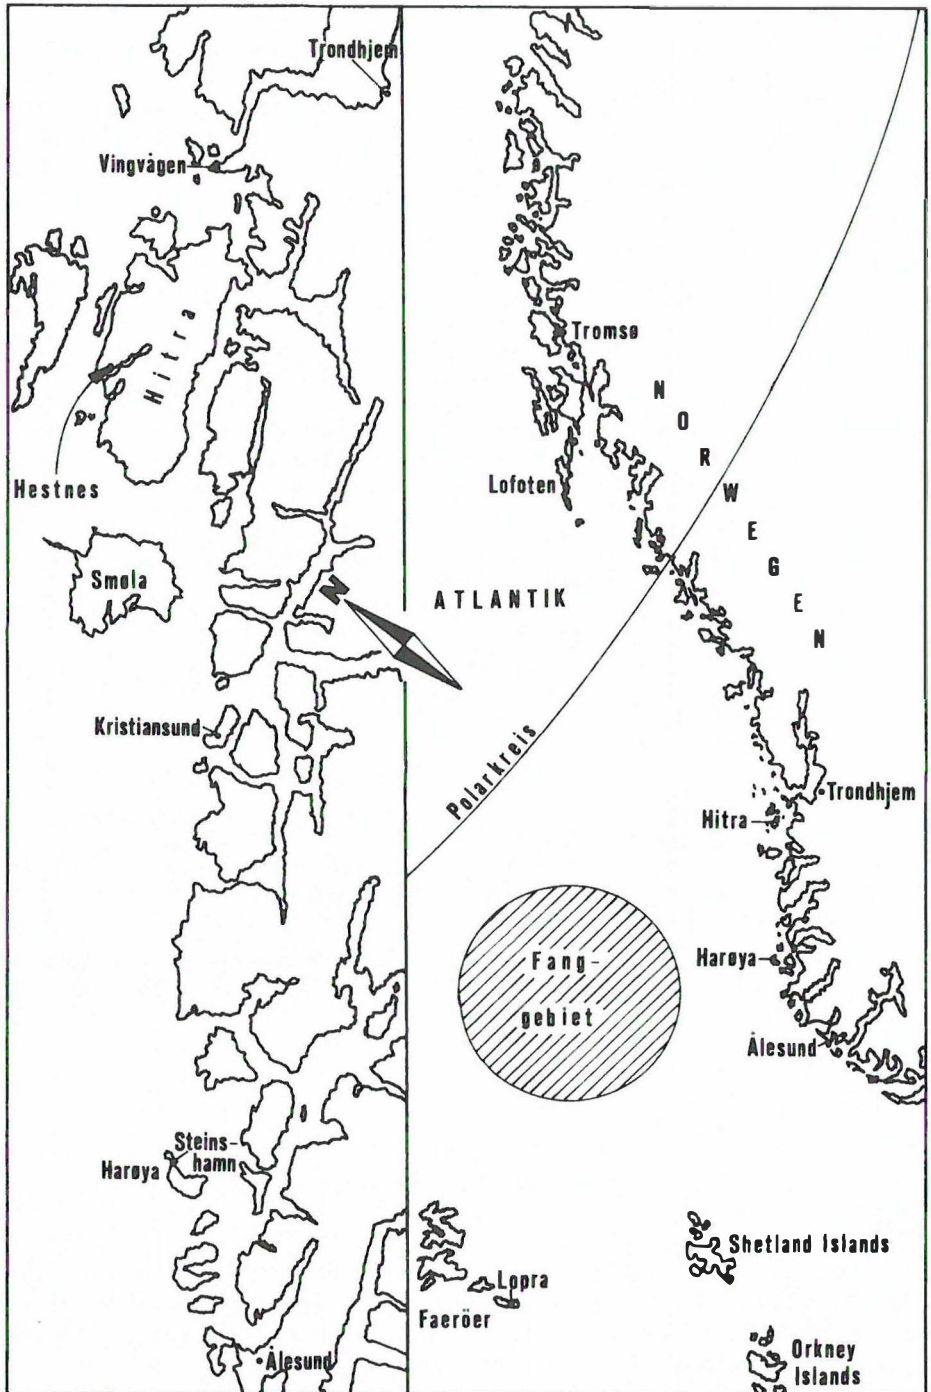 Trondhjem
Vingvågen
Hitra
Hestnes
Smøla
N
Kristiansund
Steins-
hamn
Harøya
Ålesund
Tromsø
NORWEGEN
Lofoten
ATLANTIK
Polarkreis
Trondhjem
Hitra
Harøya
Fang-
gebiet
Ålesund
Shetland Islands
Lopra
Faeröer
Orkney
Islands